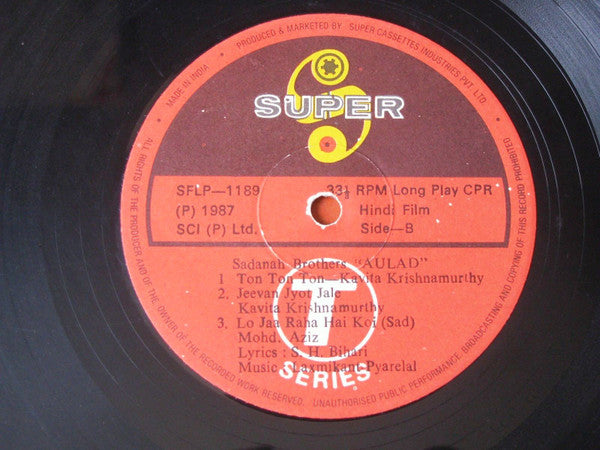 MADE IN INDIA • PRODUCED & MARKETED BY - SUPER CASSETTES INDUSTRIES PVT. LTD.
SUPER
SFLP—1189 33⅓ RPM Long Play CPR
(P) 1987 Hindi Film
SCI (P) Ltd. Side—B
Sadanah Brothers "AULAD"
1 Ton Ton Ton—Kavita Krishnamurthy
2. Jeevan Jyot Jale
Kavita Krishnamurthy
3. Lo Jaa Raha Hai Koi (Sad)
Mohd. Aziz
Lyrics : S. H. Bihari
Music : Laxmikant Pyarelal
T
SERIES
ALL RIGHTS OF THE PRODUCER AND OF THE OWNER OF THE RECORDED WORK RESERVED. UNAUTHORISED PUBLIC PERFORMANCE BROADCASTING AND COPYING OF THIS RECORD PROHIBITED